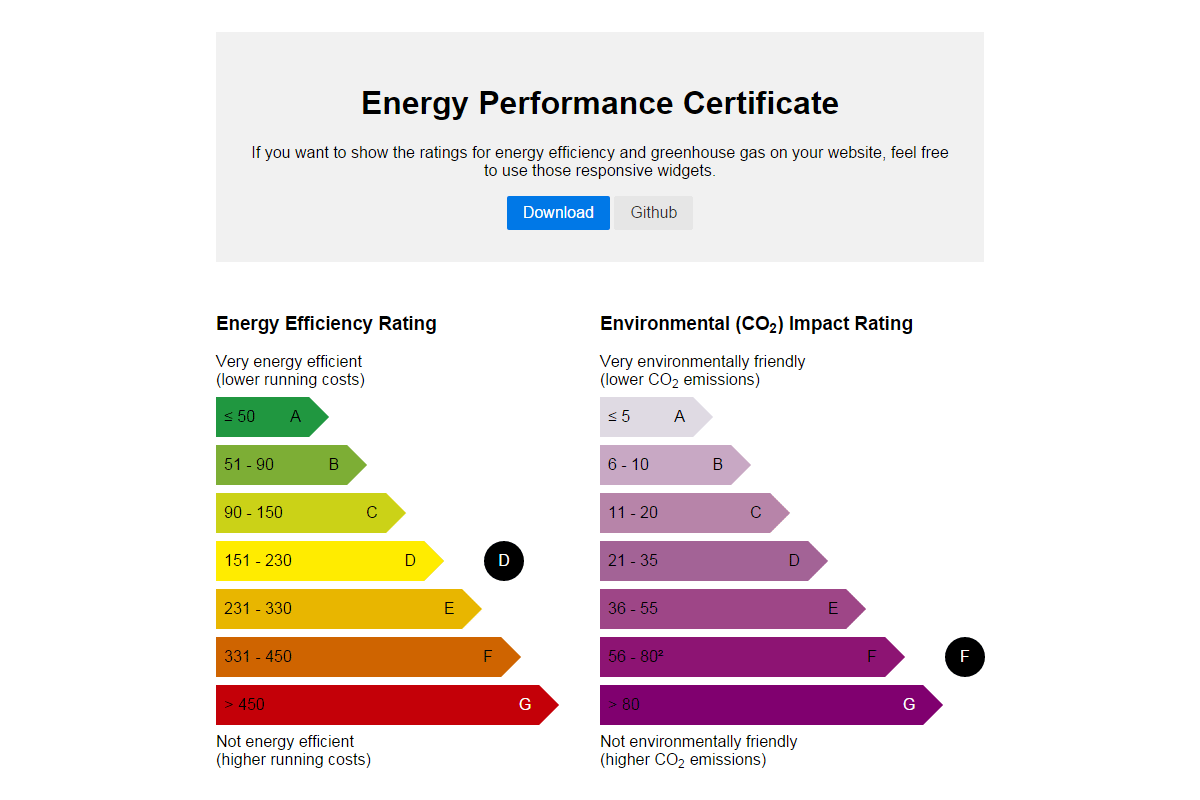 Energy Performance Certificate
If you want to show the ratings for energy efficiency and greenhouse gas on your website, feel free
to use those responsive widgets.
Download Github
Energy Efficiency Rating
Very energy efficient
(lower running costs)
≤ 50 A
51 - 90 B
90 - 150 C
151 - 230 D D
231 - 330 E
331 - 450 F
> 450 G
Not energy efficient
(higher running costs)
Environmental (CO₂) Impact Rating
Very environmentally friendly
(lower CO₂ emissions)
≤ 5 A
6 - 10 B
11 - 20 C
21 - 35 D
36 - 55 E
56 - 80² F F
> 80 G
Not environmentally friendly
(higher CO₂ emissions)